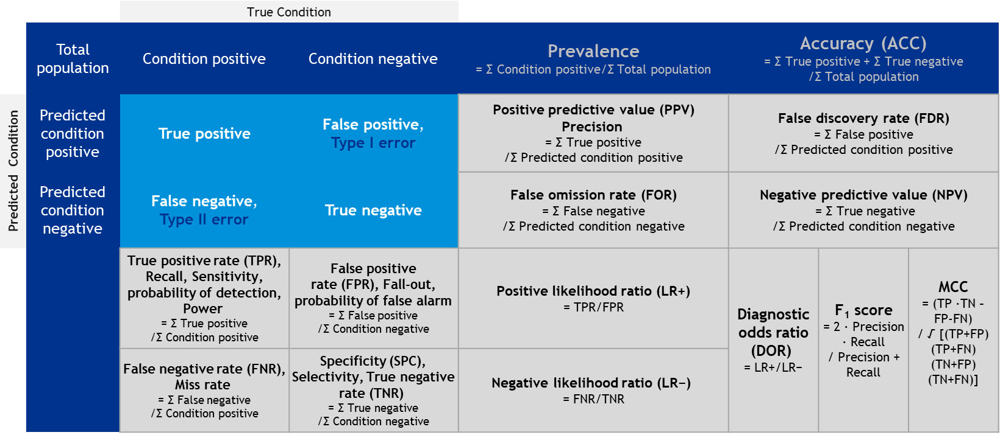 True Condition
Total
population
Condition positive
Condition negative
Prevalence
= Σ Condition positive/Σ Total population
Accuracy (ACC)
= Σ True positive + Σ True negative
/Σ Total population
Predicted Condition
Predicted
condition
positive
True positive
False positive,
Type I error
Positive predictive value (PPV)
Precision
= Σ True positive
/Σ Predicted condition positive
False discovery rate (FDR)
= Σ False positive
/Σ Predicted condition positive
Predicted
condition
negative
False negative,
Type II error
True negative
False omission rate (FOR)
= Σ False negative
/Σ Predicted condition negative
Negative predictive value (NPV)
= Σ True negative
/Σ Predicted condition negative
True positive rate (TPR),
Recall, Sensitivity,
probability of detection,
Power
= Σ True positive
/Σ Condition positive
False positive
rate (FPR), Fall-out,
probability of false alarm
= Σ False positive
/Σ Condition negative
Positive likelihood ratio (LR+)
= TPR/FPR
Diagnostic
odds ratio
(DOR)
= LR+/LR−
F₁ score
= 2 · Precision
· Recall
/ Precision +
Recall
MCC
= (TP ·TN -
FP-FN)
/ √ [(TP+FP)
(TP+FN)
(TN+FP)
(TN+FN)]
False negative rate (FNR),
Miss rate
= Σ False negative
/Σ Condition positive
Specificity (SPC),
Selectivity, True negative
rate (TNR)
= Σ True negative
/Σ Condition negative
Negative likelihood ratio (LR−)
= FNR/TNR